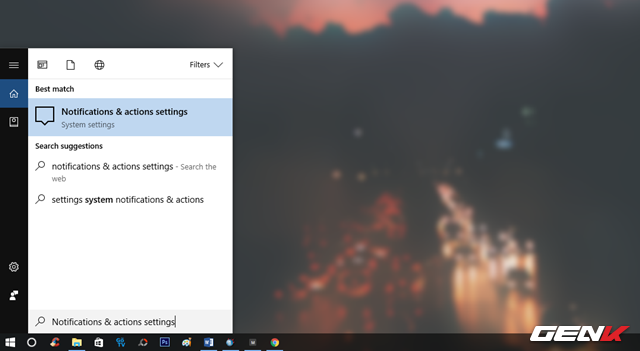 Filters
Best match
Notifications & actions settings
System settings
Search suggestions
notifications & actions settings - Search the
web
settings system notifications & actions
Notifications & actions settings
GENK